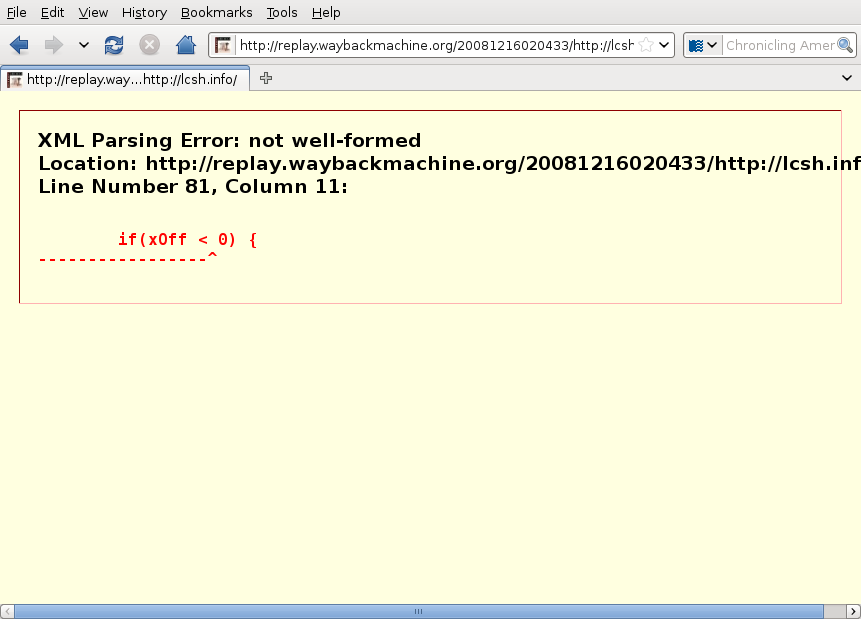 File Edit View History Bookmarks Tools Help
http://replay.waybackmachine.org/20081216020433/http://lcsh
Chronicling Amer
http://replay.way...http://lcsh.info/
XML Parsing Error: not well-formed
Location: http://replay.waybackmachine.org/20081216020433/http://lcsh.inf
Line Number 81, Column 11:
if(xOff < 0) {
-----------------^